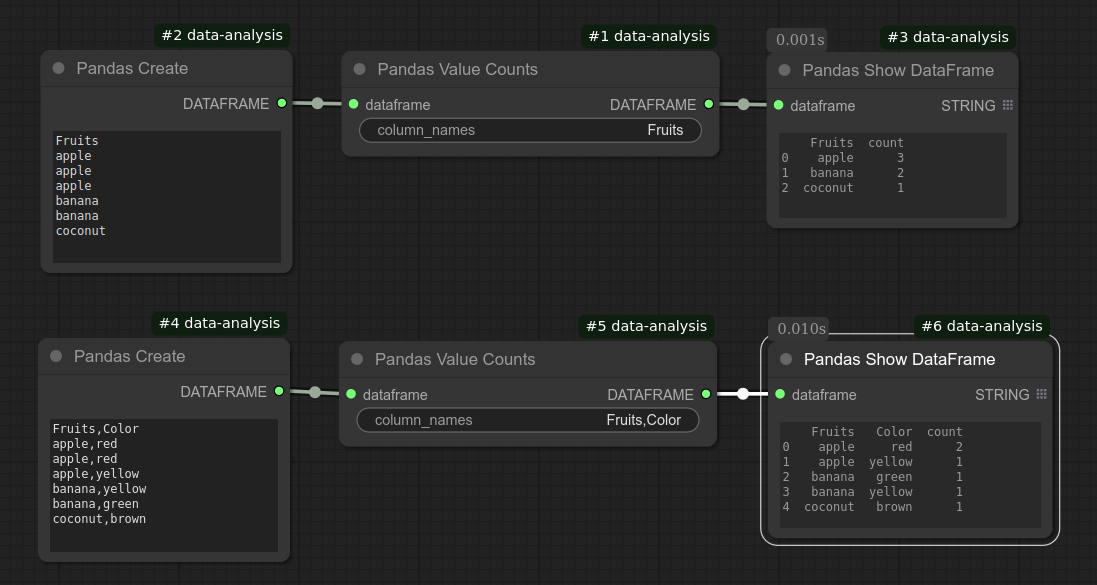 #2 data-analysis
Pandas Create
DATAFRAME
Fruits
apple
apple
apple
banana
banana
coconut
#1 data-analysis
Pandas Value Counts
dataframe DATAFRAME
column_names Fruits
0.001s #3 data-analysis
Pandas Show DataFrame
dataframe STRING
Fruits count
0 apple 3
1 banana 2
2 coconut 1
#4 data-analysis
Pandas Create
DATAFRAME
Fruits,Color
apple,red
apple,red
apple,yellow
banana,yellow
banana,green
coconut,brown
#5 data-analysis
Pandas Value Counts
dataframe DATAFRAME
column_names Fruits,Color
0.010s #6 data-analysis
Pandas Show DataFrame
dataframe STRING
Fruits Color count
0 apple red 2
1 apple yellow 1
2 banana green 1
3 banana yellow 1
4 coconut brown 1